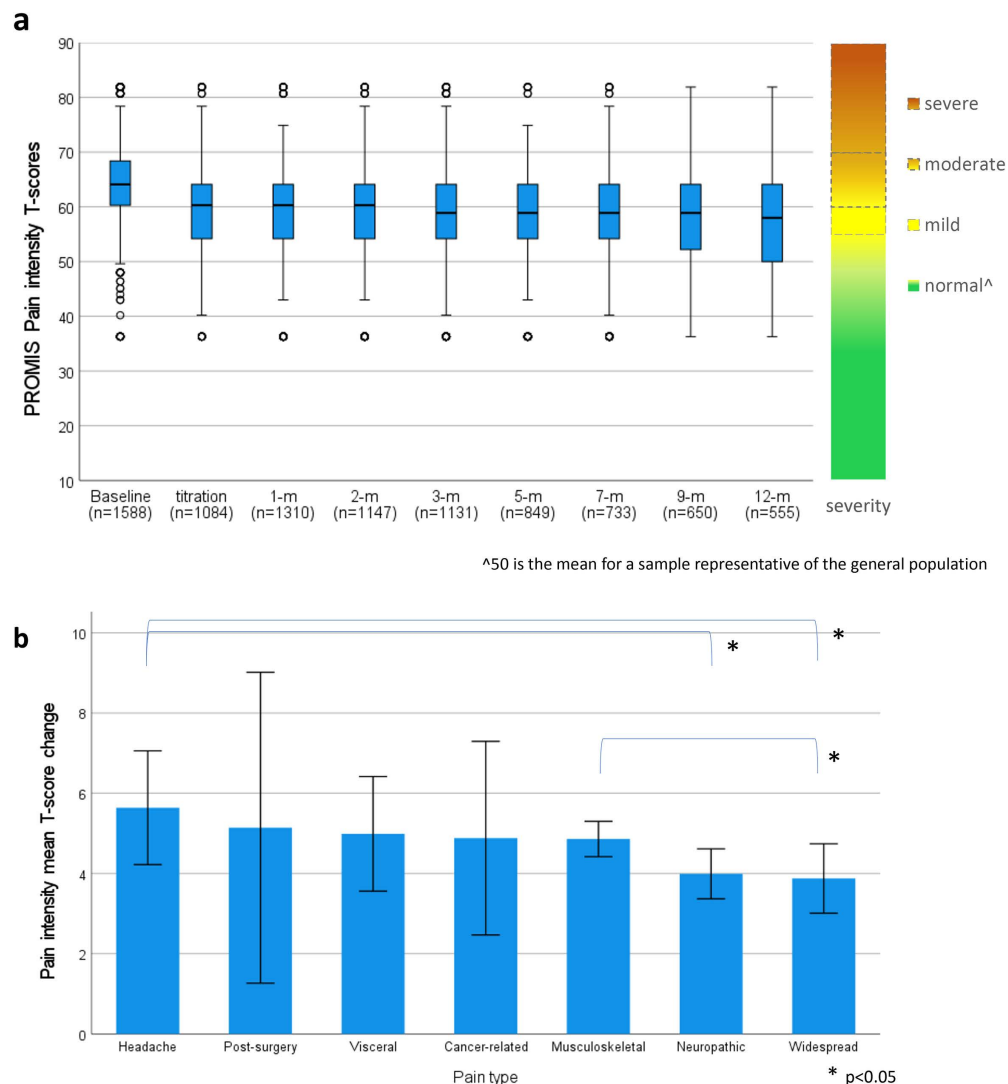 a
PROMIS Pain intensity T-scores
90
80
70
60
50
40
30
20
10
Baseline (n=1588)
titration (n=1084)
1-m (n=1310)
2-m (n=1147)
3-m (n=1131)
5-m (n=849)
7-m (n=733)
9-m (n=650)
12-m (n=555)
severe
moderate
mild
normal^
severity
^50 is the mean for a sample representative of the general population
b
Pain intensity mean T-score change
10
8
6
4
2
0
*
*
*
Headache
Post-surgery
Visceral
Cancer-related
Musculoskeletal
Neuropathic
Widespread
Pain type
* p<0.05